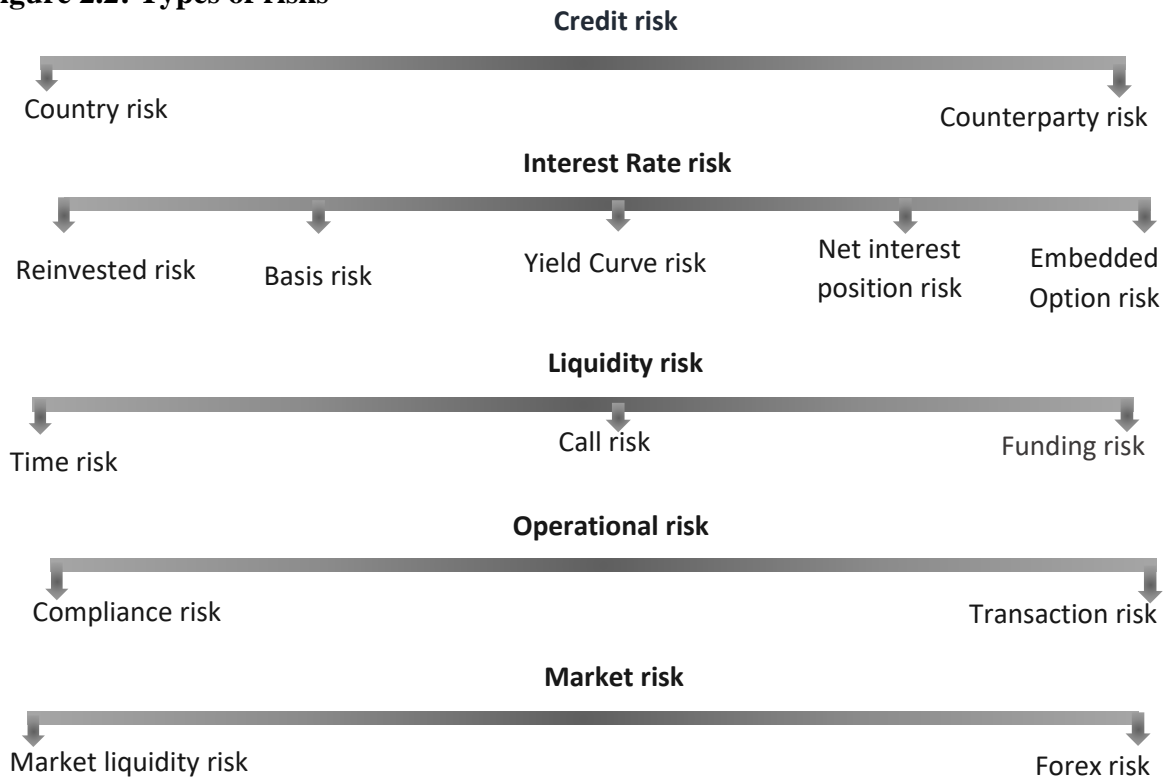 Figure 2.2: Types of risks
Credit risk
Country risk
Counterparty risk
Interest Rate risk
Reinvested risk
Basis risk
Yield Curve risk
Net interest
position risk
Embedded
Option risk
Liquidity risk
Time risk
Call risk
Funding risk
Operational risk
Compliance risk
Transaction risk
Market risk
Market liquidity risk
Forex risk